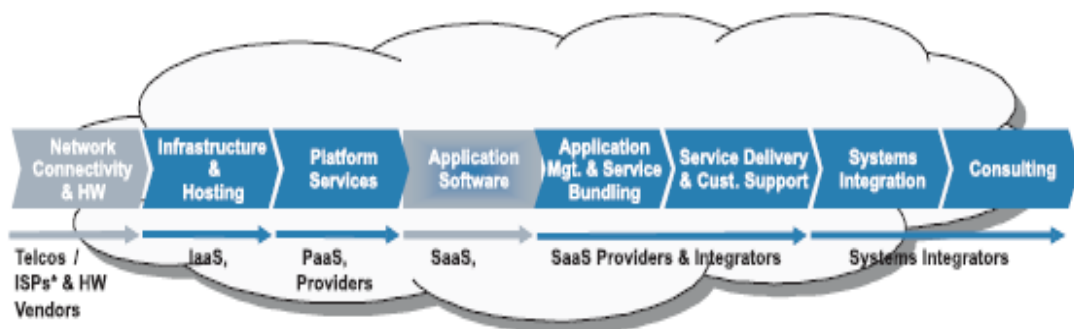 Network
Connectivity
& HW
Infrastructure
&
Hosting
Platform
Services
Application
Software
Application
Mgt. & Service
Bundling
Service Delivery
& Cust. Support
Systems
Integration
Consulting
Telcos /
ISPs* & HW
Vendors
IaaS,
PaaS,
Providers
SaaS,
SaaS Providers & Integrators
Systems Integrators